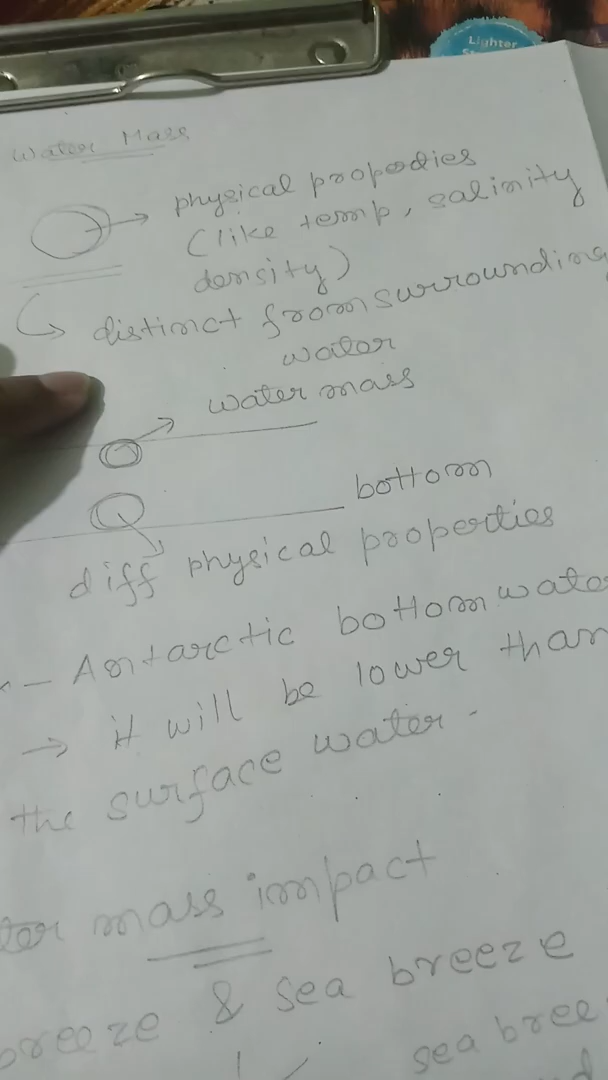 Lighter
Water Mass
physical properties
(like temp, salinity
density)
distinct from surrounding
water
water mass
bottom
diff physical properties
- Antarctic bottom water
→ it will be lower than
the surface water.
mass impact
breeze & sea breeze
sea bree